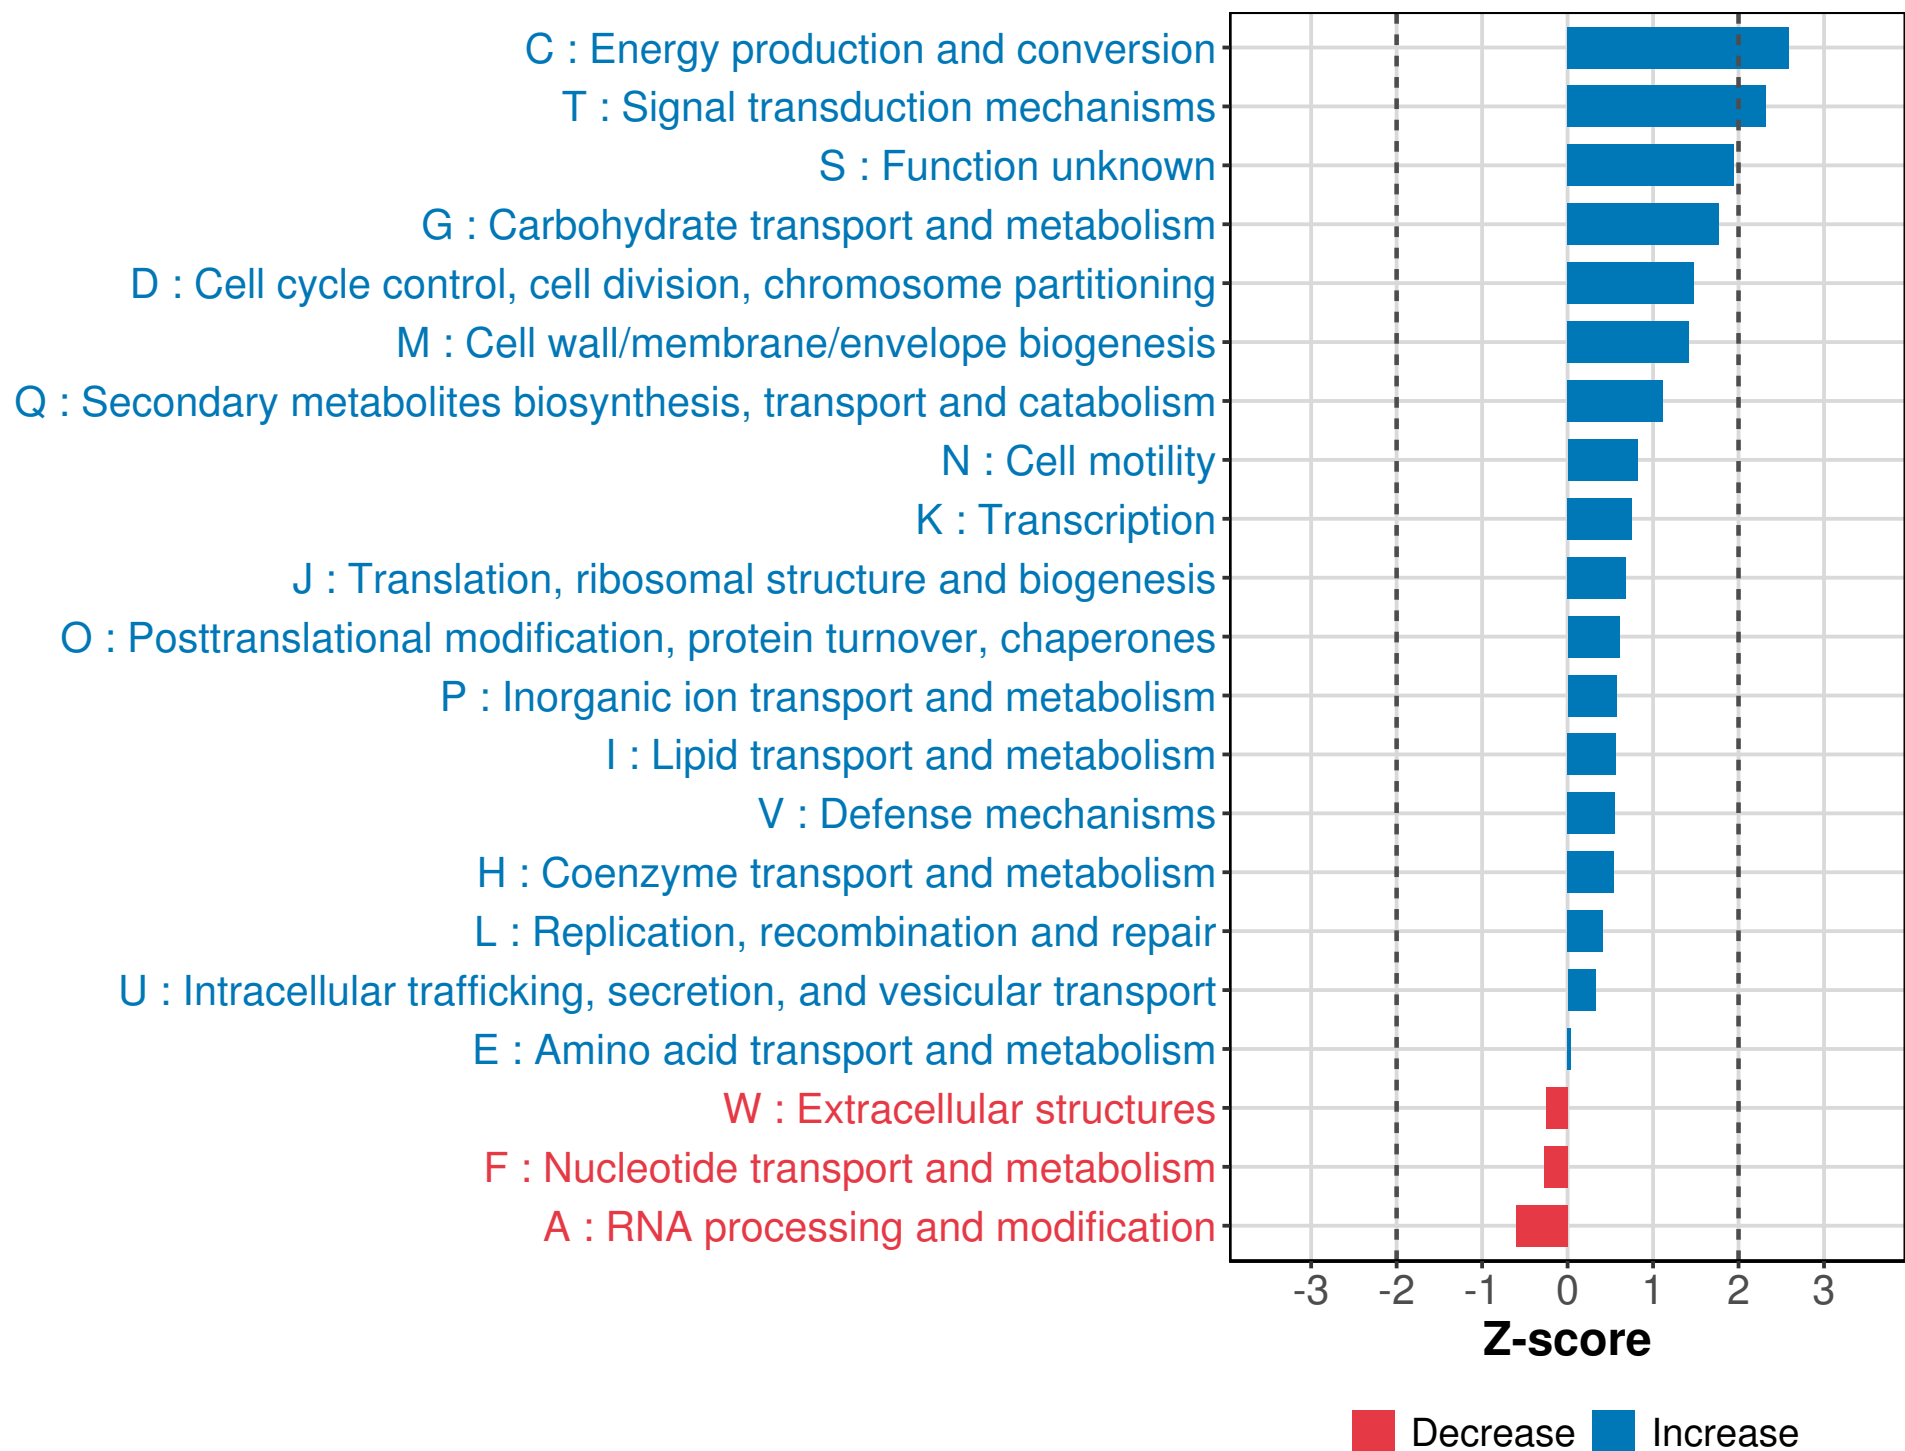 C : Energy production and conversion
T : Signal transduction mechanisms
S : Function unknown
G : Carbohydrate transport and metabolism
D : Cell cycle control, cell division, chromosome partitioning
M : Cell wall/membrane/envelope biogenesis
Q : Secondary metabolites biosynthesis, transport and catabolism
N : Cell motility
K : Transcription
J : Translation, ribosomal structure and biogenesis
O : Posttranslational modification, protein turnover, chaperones
P : Inorganic ion transport and metabolism
I : Lipid transport and metabolism
V : Defense mechanisms
H : Coenzyme transport and metabolism
L : Replication, recombination and repair
U : Intracellular trafficking, secretion, and vesicular transport
E : Amino acid transport and metabolism
W : Extracellular structures
F : Nucleotide transport and metabolism
A : RNA processing and modification
-3 -2 -1 0 1 2 3
Z-score
Decrease Increase